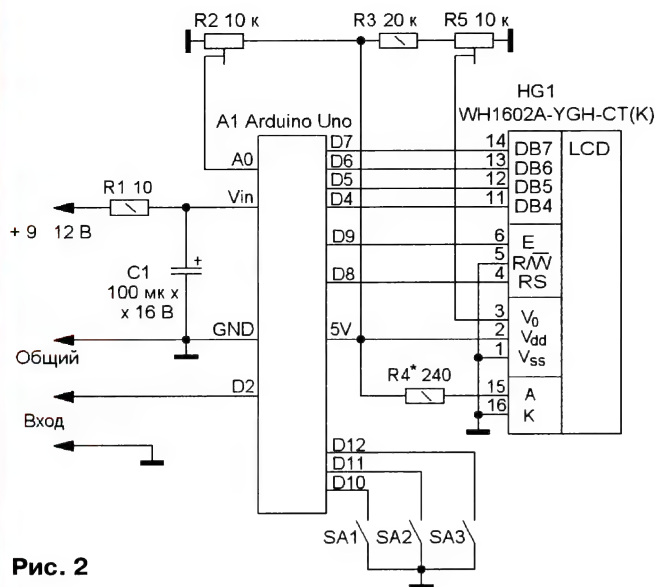 R2 10 к
R3 20 к
R5 10 к
HG1
WH1602A-YGH-CT(K)
A1 Arduino Uno
A0
Vin
GND
D2
D7
D6
D5
D4
D9
D8
5V
D12
D11
D10
R1 10
+ 9   12 В
C1
100 мк x
x 16 В
+
Общий
Вход
R4* 240
14
13
12
11
6
5
4
3
2
1
15
16
DB7
DB6
DB5
DB4
E
R/W̅
RS
V₀
Vdd
Vss
A
K
LCD
SA1
SA2
SA3
Рис. 2